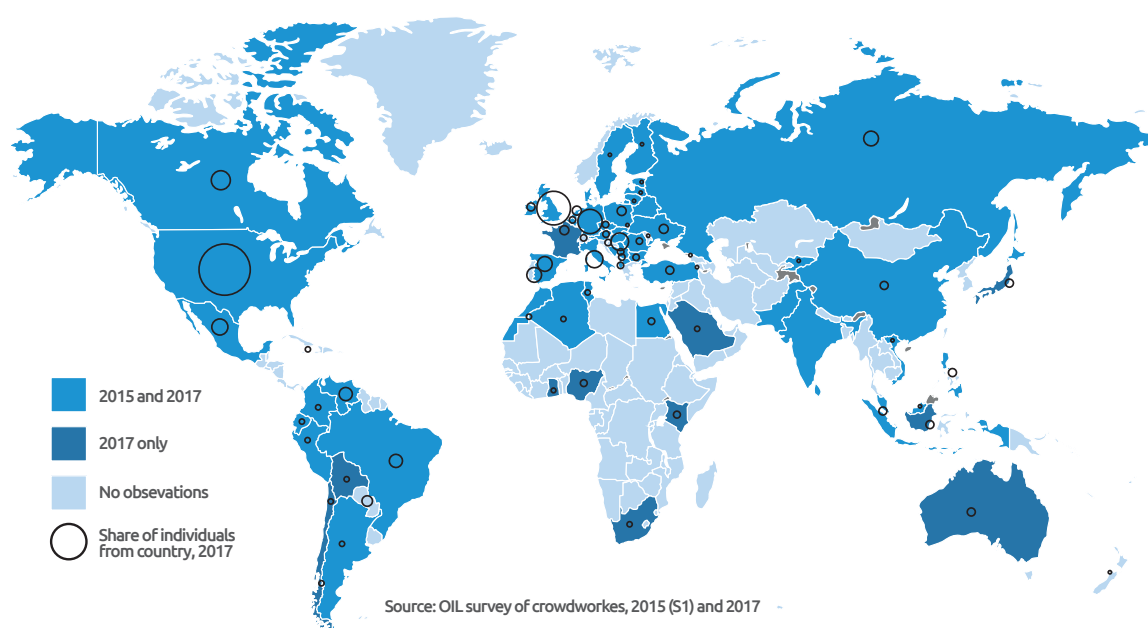 2015 and 2017
2017 only
No obsevations
Share of individuals
from country, 2017
Source: OIL survey of crowdworkes, 2015 (S1) and 2017